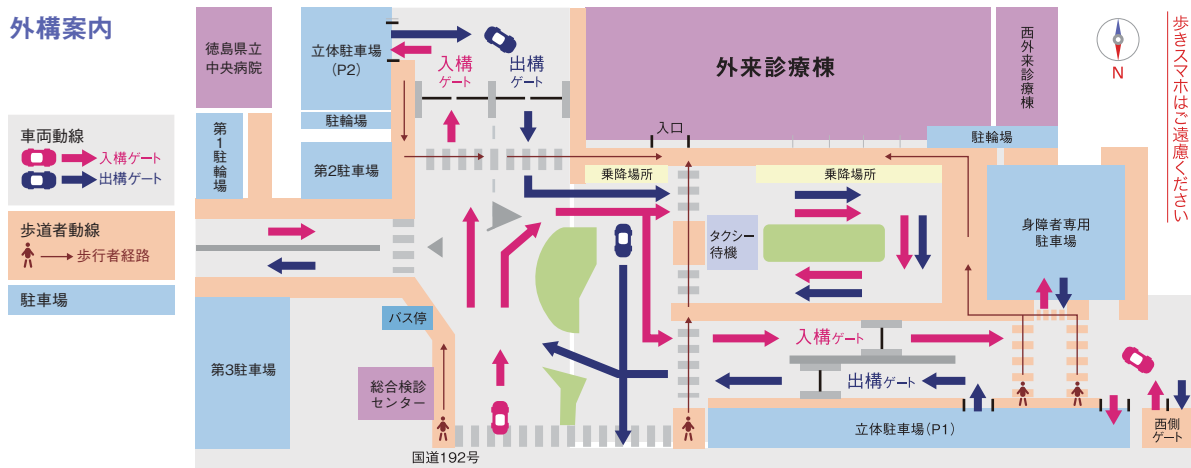 外構案内
車両動線
入構ゲート
出構ゲート
歩道者動線
歩行者経路
駐車場
徳島県立
中央病院
立体駐車場
(P2)
駐輪場
第1駐輪場
第2駐車場
入構
ゲート
出構
ゲート
外来診療棟
西外来診療棟
N
歩きスマホはご遠慮ください
入口
駐輪場
乗降場所
乗降場所
タクシー
待機
身障者専用
駐車場
バス停
第3駐車場
総合検診
センター
入構ゲート
出構ゲート
立体駐車場(P1)
西側
ゲート
国道192号